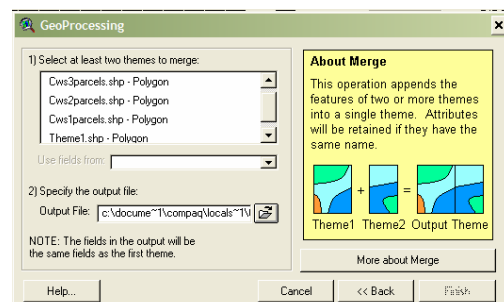 GeoProcessing
1) Select at least two themes to merge:
Cws3parcels.shp - Polygon
Cws2parcels.shp - Polygon
Cws1parcels.shp - Polygon
Theme1.shp - Polygon
Use fields from:
2) Specify the output file:
Output File: c:\docume~1\compaq\locals~1\
NOTE: The fields in the output will be
the same fields as the first theme.
About Merge
This operation appends the
features of two or more themes
into a single theme. Attributes
will be retained if they have the
same name.
+ =
Theme1 Theme2 Output Theme
More about Merge
Help... Cancel << Back Finish